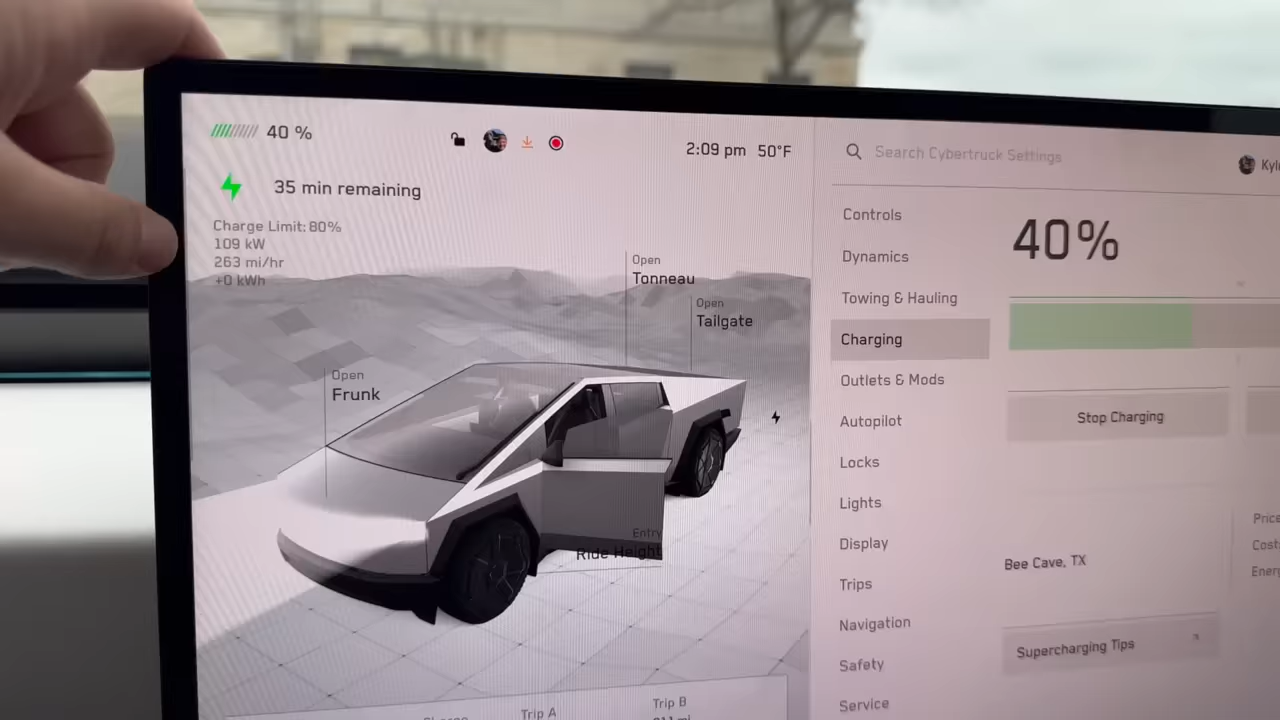 40 %
2:09 pm 50°F
35 min remaining
Charge Limit: 80%
109 kW
263 mi/hr
+0 kWh
Open
Tonneau
Open
Tailgate
Open
Frunk
Entry
Ride Height
Trip A
Trip B
Search Cybertruck Settings
Controls
Dynamics
Towing & Hauling
Charging
Outlets & Mods
Autopilot
Locks
Lights
Display
Trips
Navigation
Safety
Service
40%
Stop Charging
Bee Cave, TX
Supercharging Tips